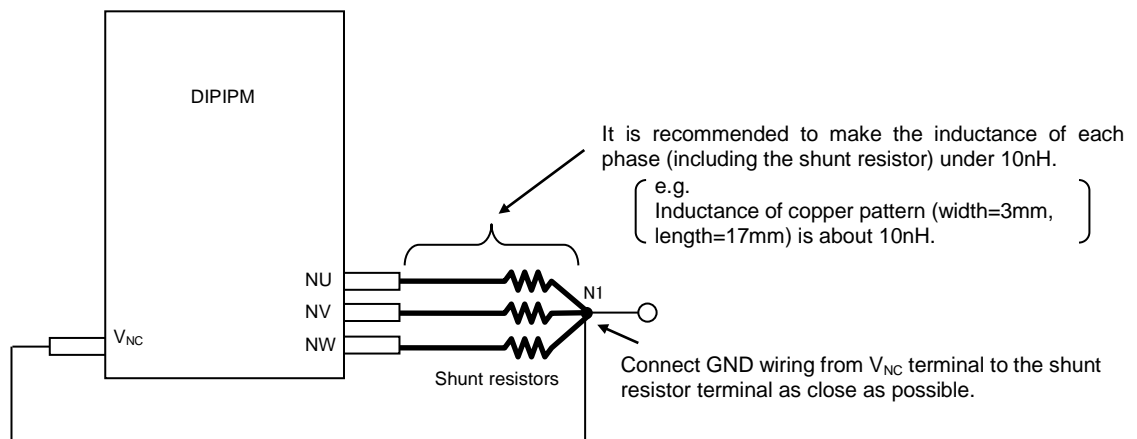 DIPIPM
It is recommended to make the inductance of each
phase (including the shunt resistor) under 10nH.
e.g.
Inductance of copper pattern (width=3mm,
length=17mm) is about 10nH.
NU
N1
NV
VNC
NW
Shunt resistors
Connect GND wiring from VNC terminal to the shunt
resistor terminal as close as possible.